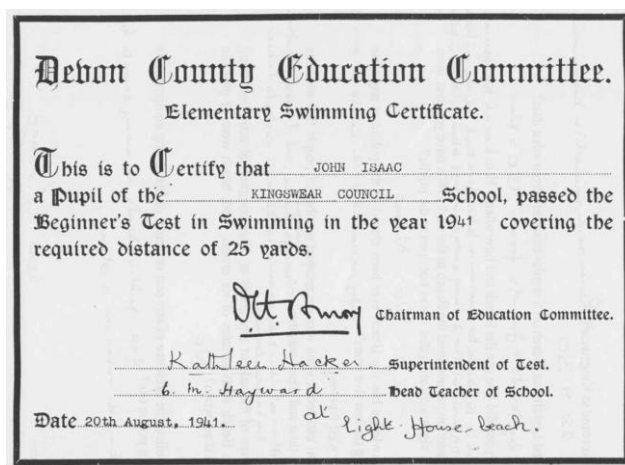 Devon County Education Committee.
Elementary Swimming Certificate.
This is to Certify that JOHN ISAAC
a Pupil of the KINGSWEAR COUNCIL School, passed the
Beginner's Test in Swimming in the year 1941 covering the
required distance of 25 yards.
Chairman of Education Committee.
Kathleen Hacker. Superintendent of Test.
M. Hayward Head Teacher of School.
Date 20th August, 1941. at Light House beach.